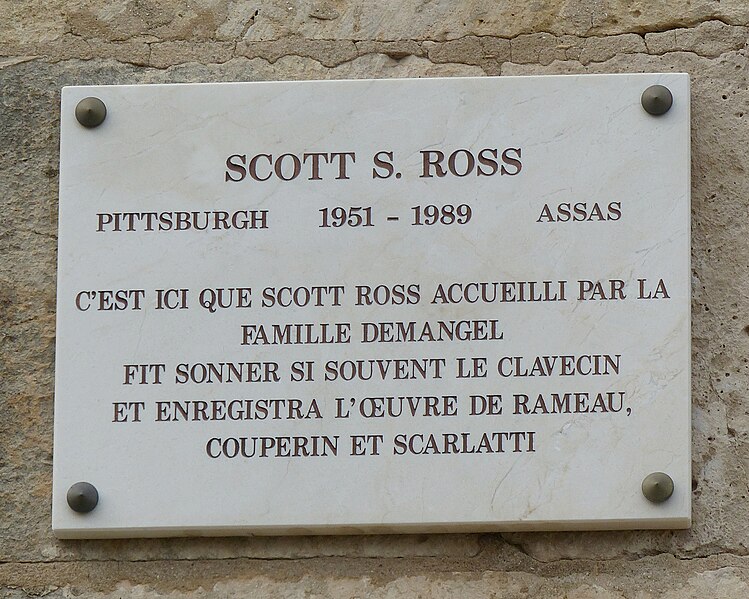 SCOTT S. ROSS
PITTSBURGH 1951 - 1989 ASSAS
C'EST ICI QUE SCOTT ROSS ACCUEILLI PAR LA
FAMILLE DEMANGEL
FIT SONNER SI SOUVENT LE CLAVECIN
ET ENREGISTRA L'ŒUVRE DE RAMEAU,
COUPERIN ET SCARLATTI